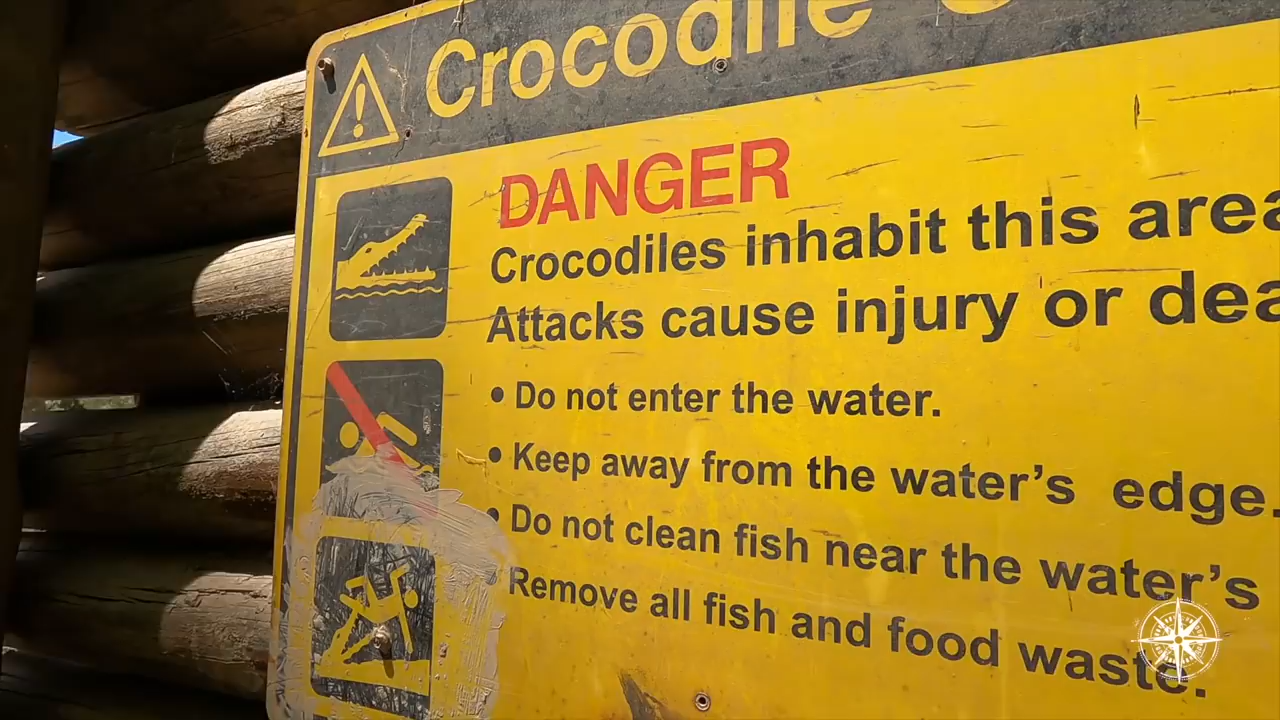 Crocodile
DANGER
Crocodiles inhabit this area
Attacks cause injury or dea
• Do not enter the water.
• Keep away from the water’s edge.
• Do not clean fish near the water’s
Remove all fish and food waste.